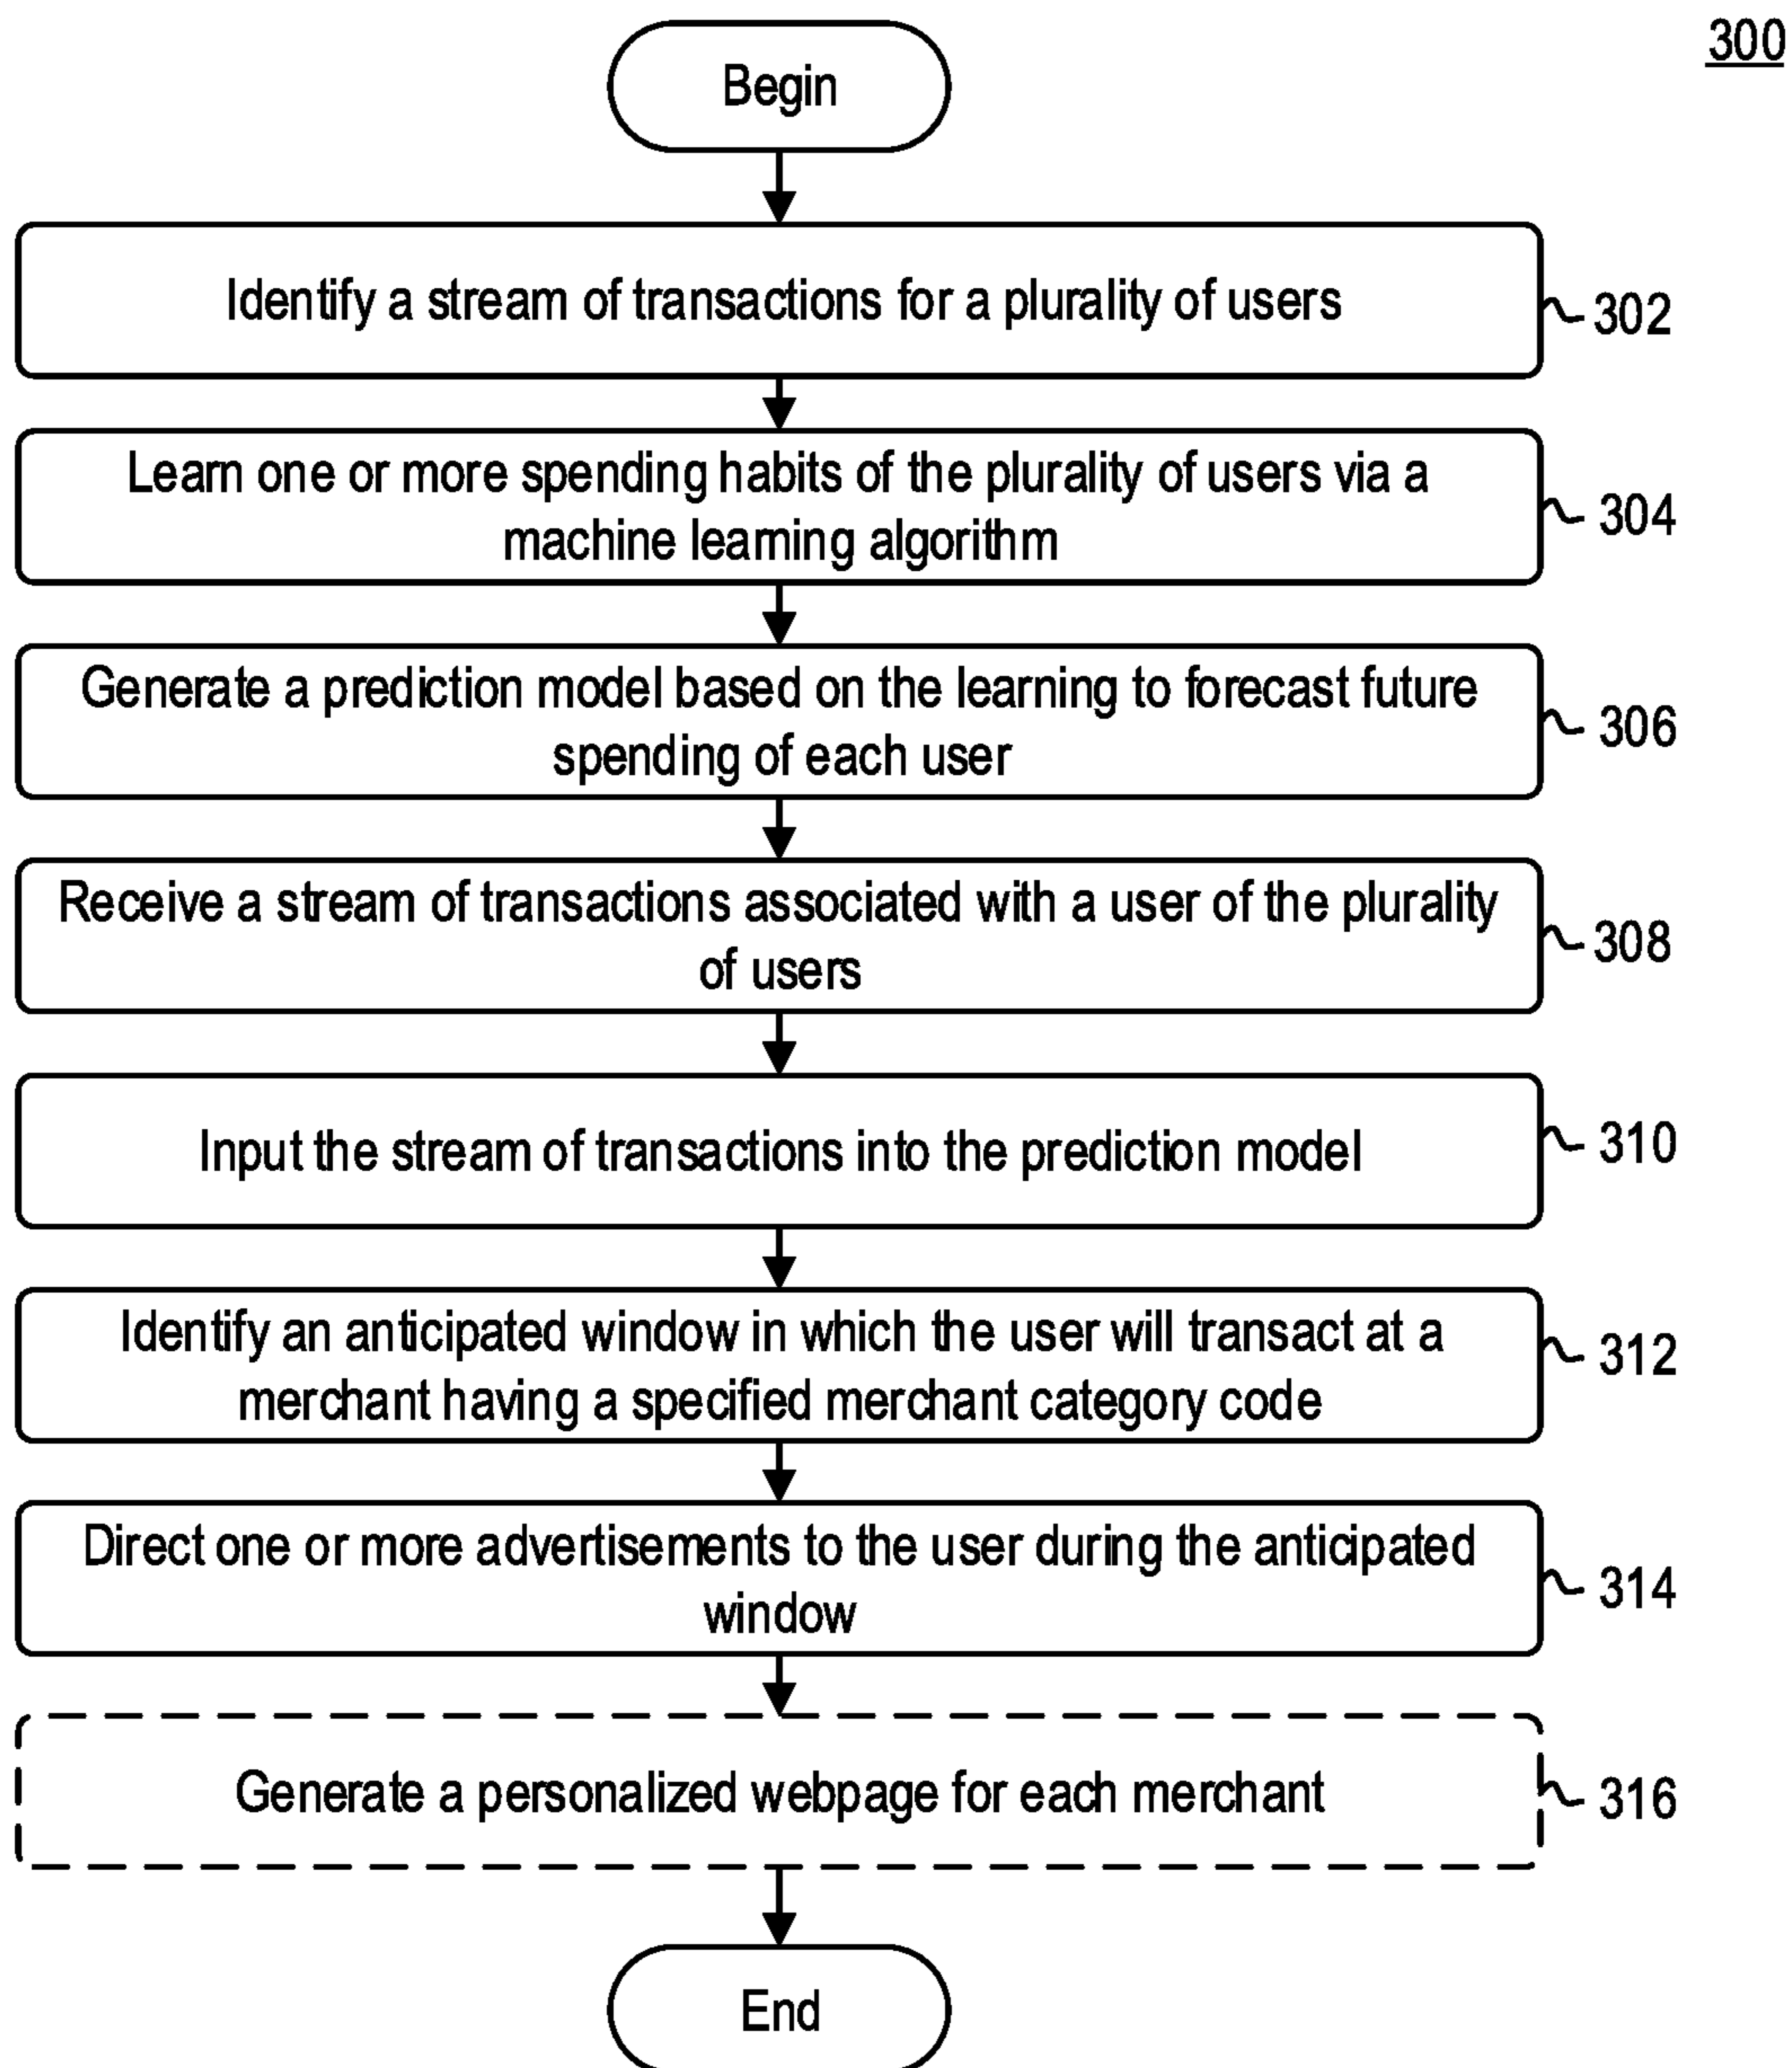 300
Begin
Identify a stream of transactions for a plurality of users
302
Learn one or more spending habits of the plurality of users via a
machine learning algorithm
304
Generate a prediction model based on the learning to forecast future
spending of each user
306
Receive a stream of transactions associated with a user of the plurality
of users
308
Input the stream of transactions into the prediction model
310
Identify an anticipated window in which the user will transact at a
merchant having a specified merchant category code
312
Direct one or more advertisements to the user during the anticipated
window
314
Generate a personalized webpage for each merchant
316
End